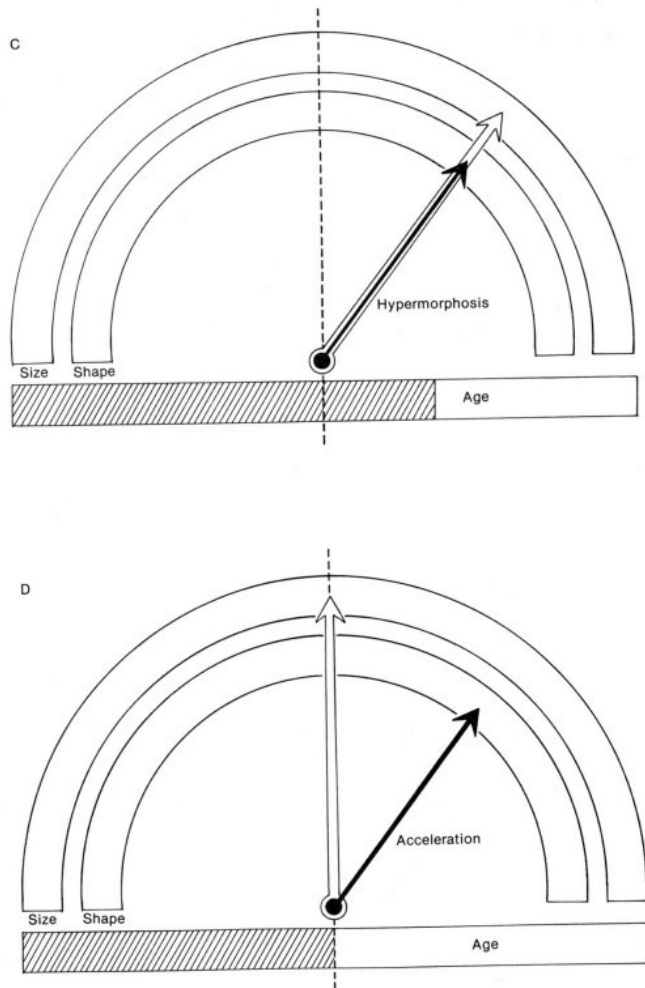 C
Hypermorphosis
Size Shape
Age
D
Acceleration
Size Shape
Age